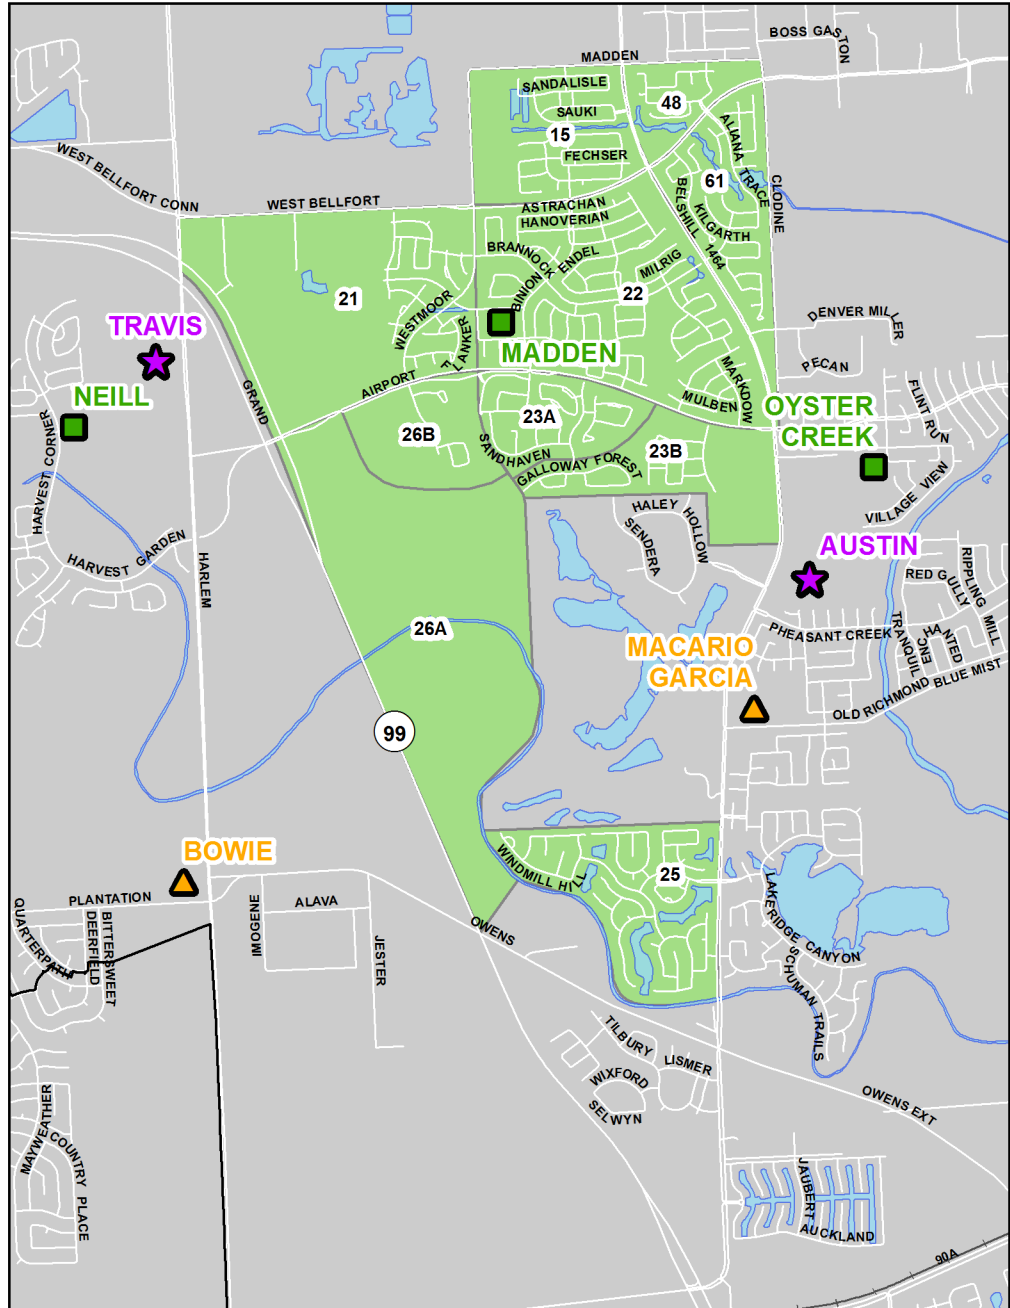 BOSS GASTON
MADDEN
SANDALISLE
48
SAUKI
15
ALIANA TRACE
FECHSER
WEST BELLFORT CONN
61
BELSHILL
CLODINE
WEST BELLFORT
ASTRACHAN
HANOVERIAN
KILGARTH
1464
BRANNOCK
ENDEL
MILRIG
BINION
21
22
WESTMOOR
DENVER MILLER
TRAVIS
FLANKER
MADDEN
PECAN
NEILL
GRAND
AIRPORT
MARKDOW
MULBEN
OYSTER
CREEK
FLINT RUN
23A
26B
SANDHAVEN
23B
HARVEST CORNER
GALLOWAY FOREST
VILLAGE VIEW
HALEY HOLLOW
SENDERA
HARVEST GARDEN
HARLEM
AUSTIN
RIPPLING MILL
RED GULLY
26A
PHEASANT CREEK
TRANQUIL
ENCHANTED
MACARIO
GARCIA
BLUE MIST
OLD RICHMOND
99
BOWIE
WINDMILL HILL
25
PLANTATION
ALAVA
LAKERIDGE CANYON
QUARTERPATH
DEERFIELD
BITTERSWEET
IMOGENE
JESTER
OWENS
SCHUMAN TRAILS
TILBURY
LISMER
WIXFORD
SELWYN
OWENS EXT
MAYWEATHER
COUNTRY PLACE
JAUBERT
AUCKLAND
90A